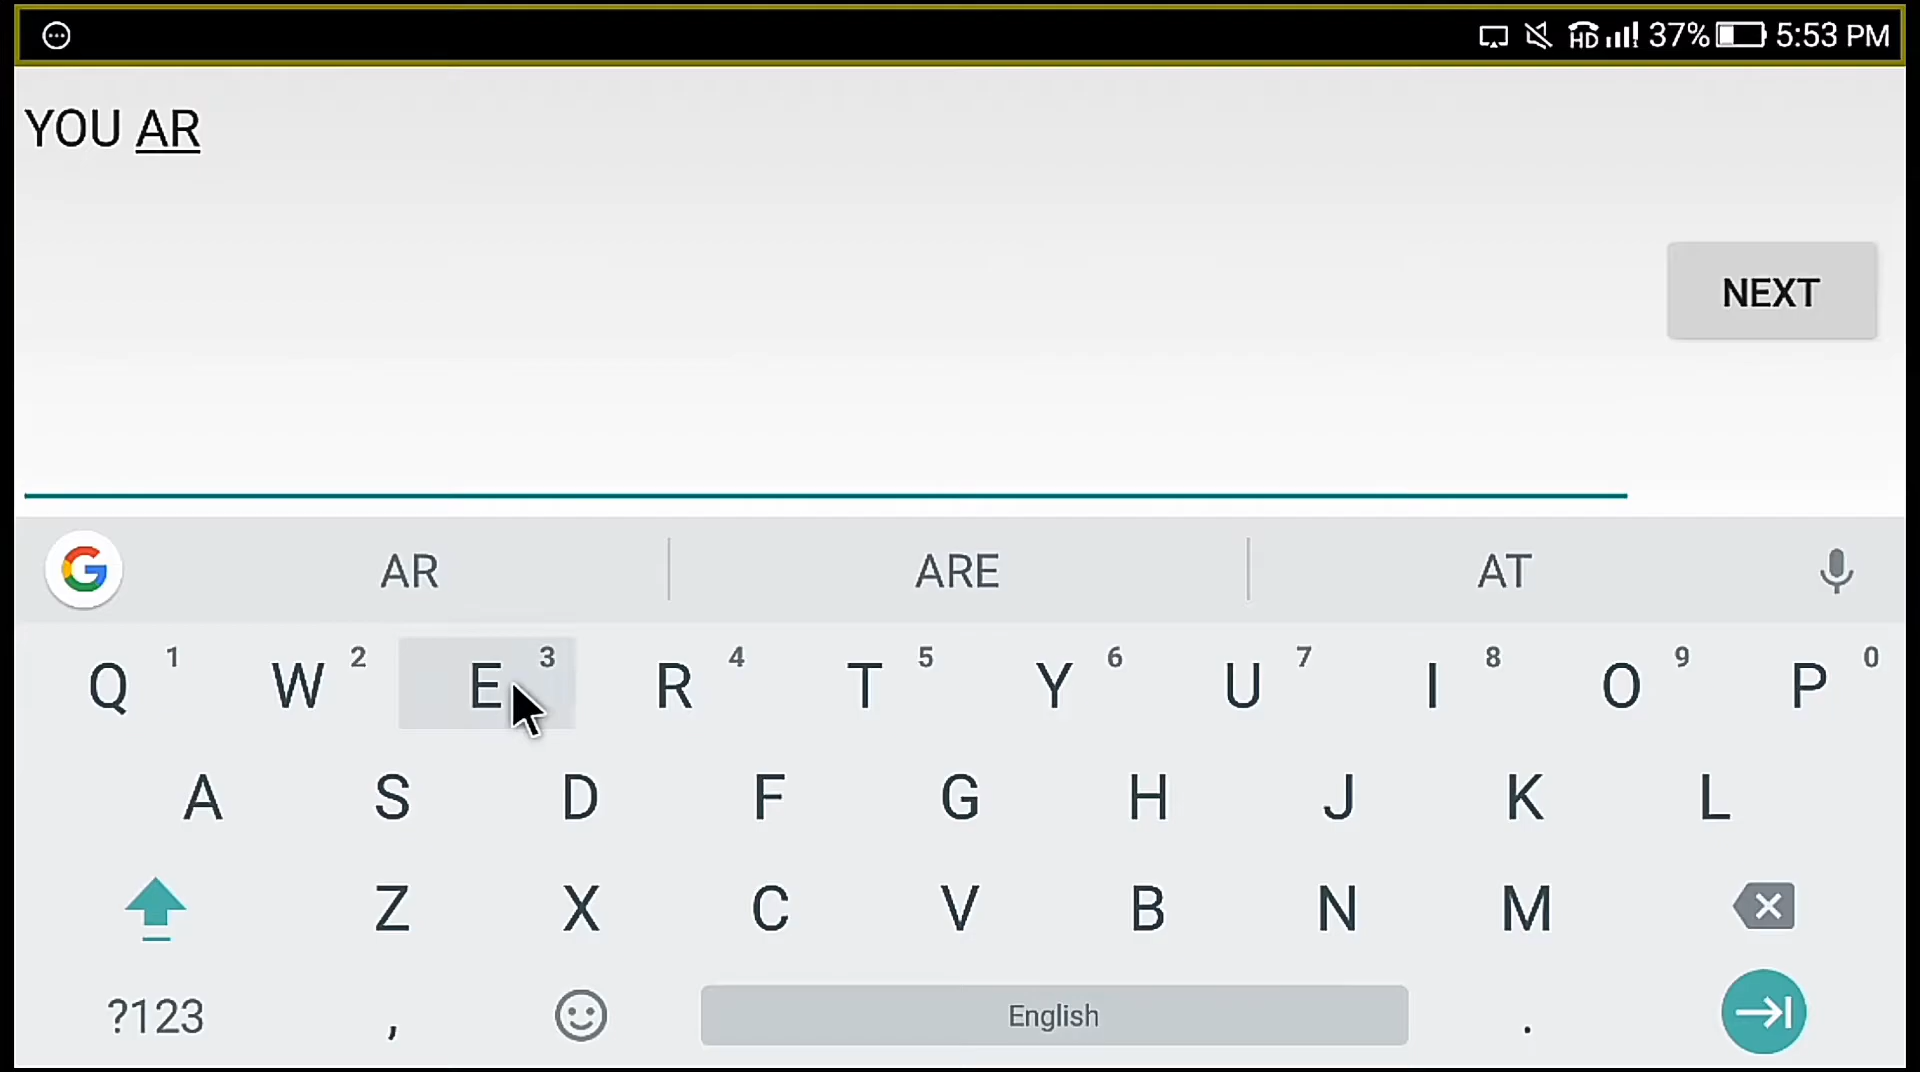 HD 37% 5:53 PM
YOU AR
NEXT
G AR ARE AT
Q 1 W 2 E 3 R 4 T 5 Y 6 U 7 I 8 O 9 P 0
A S D F G H J K L
Z X C V B N M
?123 , English .